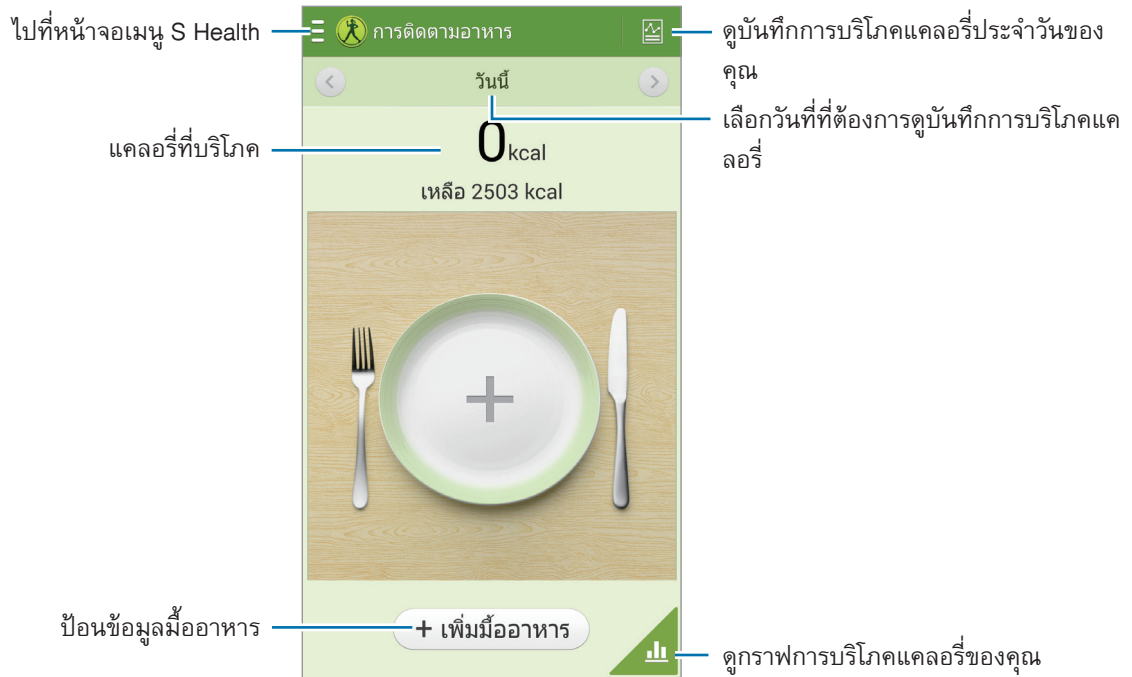 ไปที่หน้าจอเมนู S Health
การติดตามอาหาร
ดูบันทึกการบริโภคแคลอรี่ประจำวันของ
คุณ
วันนี้
เลือกวันที่ที่ต้องการดูบันทึกการบริโภคแค
ลอรี่
แคลอรี่ที่บริโภค
0kcal
เหลือ 2503 kcal
ป้อนข้อมูลมื้ออาหาร
+ เพิ่มมื้ออาหาร
ดูกราฟการบริโภคแคลอรี่ของคุณ